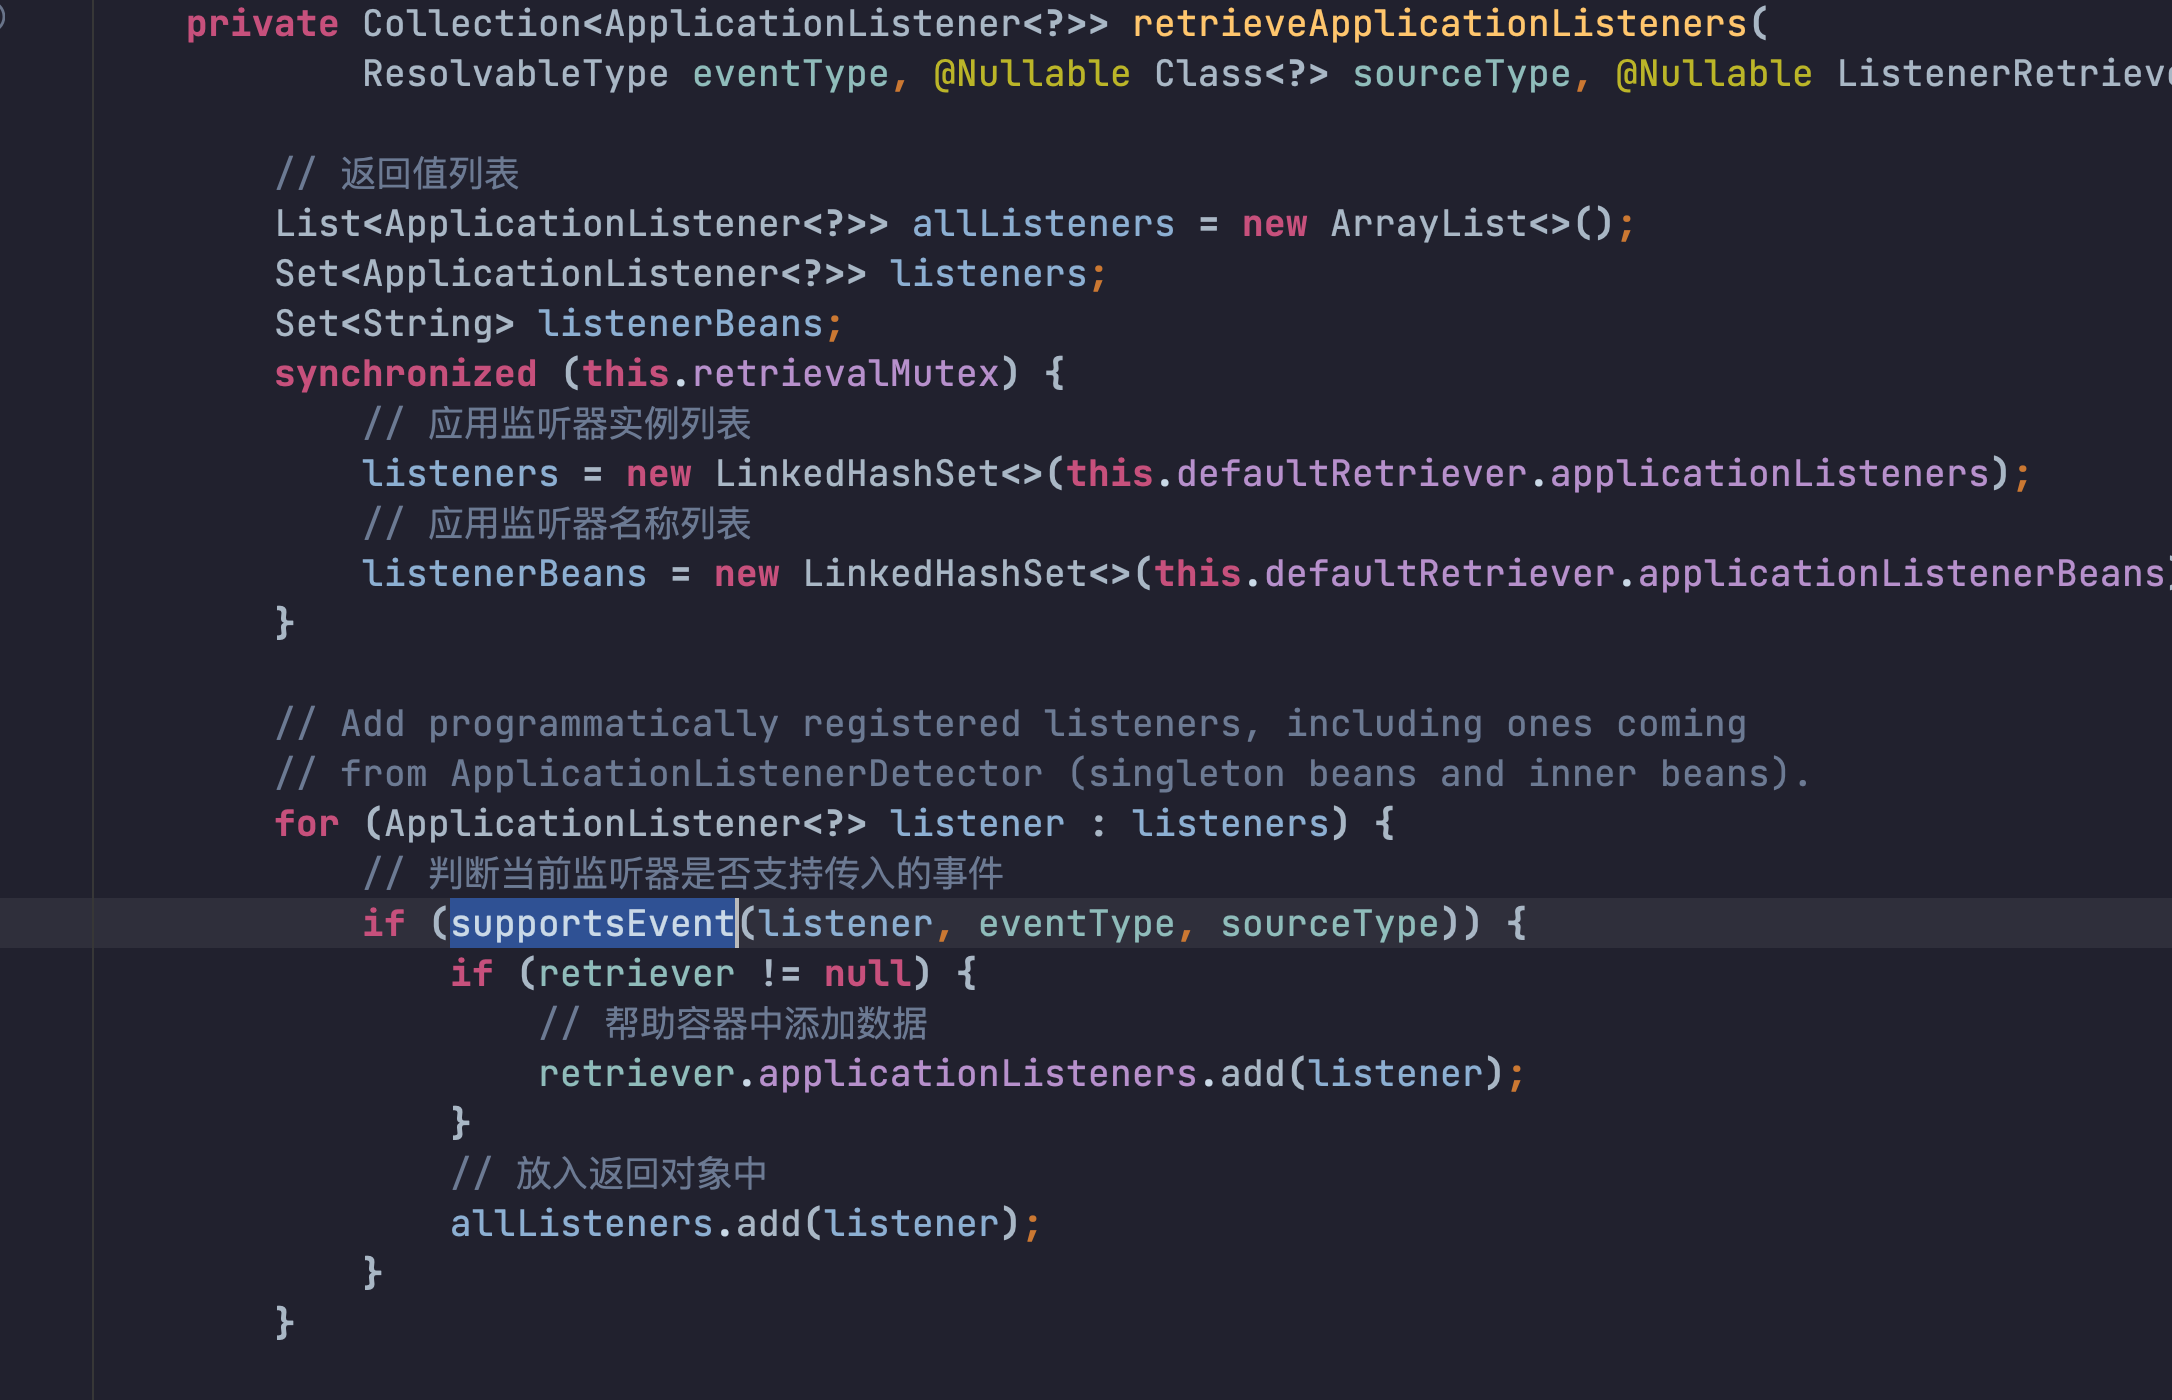 private Collection<ApplicationListener<?>> retrieveApplicationListeners(
ResolvableType eventType, @Nullable Class<?> sourceType, @Nullable ListenerRetrieve
// 返回值列表
List<ApplicationListener<?>> allListeners = new ArrayList<>();
Set<ApplicationListener<?>> listeners;
Set<String> listenerBeans;
synchronized (this.retrievalMutex) {
// 应用监听器实例列表
listeners = new LinkedHashSet<>(this.defaultRetriever.applicationListeners);
// 应用监听器名称列表
listenerBeans = new LinkedHashSet<>(this.defaultRetriever.applicationListenerBeans)
}
// Add programmatically registered listeners, including ones coming
// from ApplicationListenerDetector (singleton beans and inner beans).
for (ApplicationListener<?> listener : listeners) {
// 判断当前监听器是否支持传入的事件
if (supportsEvent(listener, eventType, sourceType)) {
if (retriever != null) {
// 帮助容器中添加数据
retriever.applicationListeners.add(listener);
}
// 放入返回对象中
allListeners.add(listener);
}
}